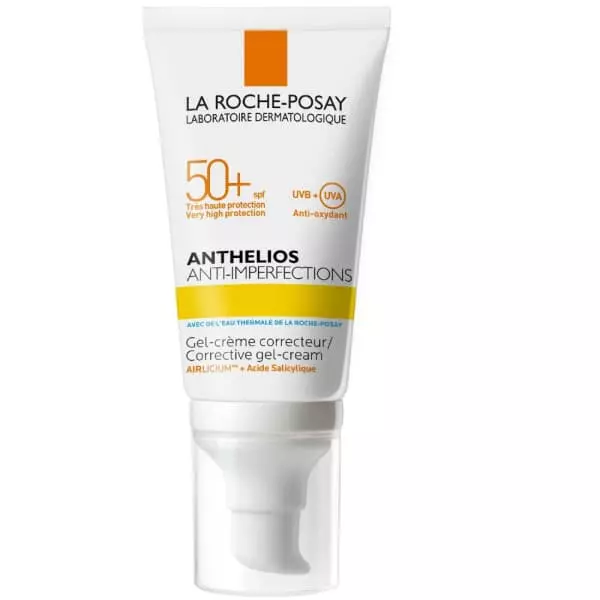 LA ROCHE-POSAY
LABORATOIRE DERMATOLOGIQUE
50+ spf
Très haute protection
Very high protection
UVB + UVA
Anti-oxydant
ANTHELIOS
ANTI-IMPERFECTIONS
AVEC DE L'EAU THERMALE DE LA ROCHE-POSAY
Gel-crème correcteur/
Corrective gel-cream
AIRLICIUM™ + Acide Salicylique